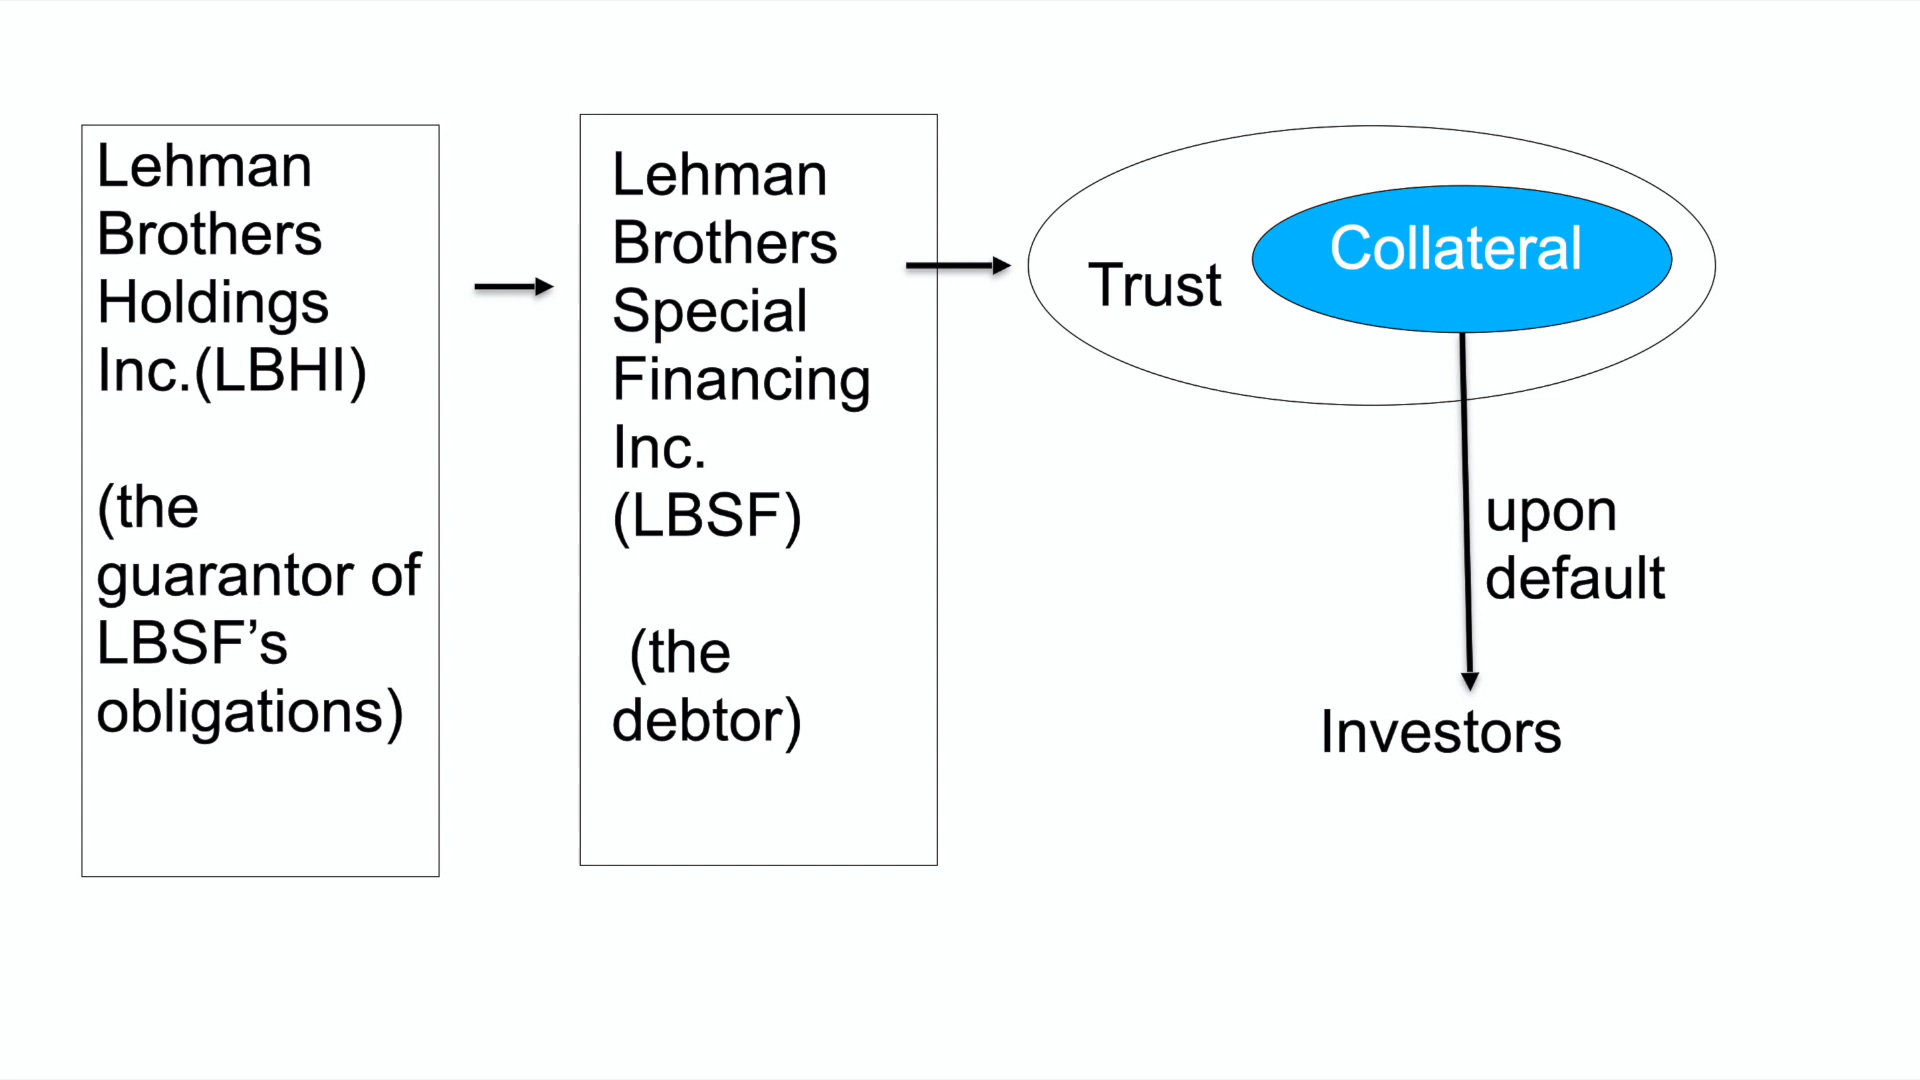 Lehman
Brothers
Holdings
Inc.(LBHI)
(the
guarantor of
LBSF’s
obligations)
Lehman
Brothers
Special
Financing
Inc.
(LBSF)
(the
debtor)
Trust
Collateral
upon
default
Investors